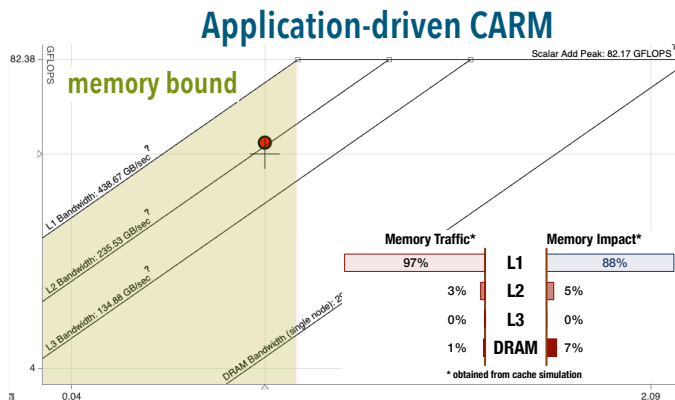 Application-driven CARM
82.38
GFLOPS
Scalar Add Peak: 82.17 GFLOPS
?
memory bound
L1 Bandwidth: 438.67 GB/sec
?
L2 Bandwidth: 235.53 GB/sec
?
L3 Bandwidth: 134.88 GB/sec
?
DRAM Bandwidth (single node):
Memory Traffic*
Memory Impact*
97%
L1
88%
3%
L2
5%
0%
L3
0%
1%
DRAM
7%
* obtained from cache simulation
4
0.04
2.09